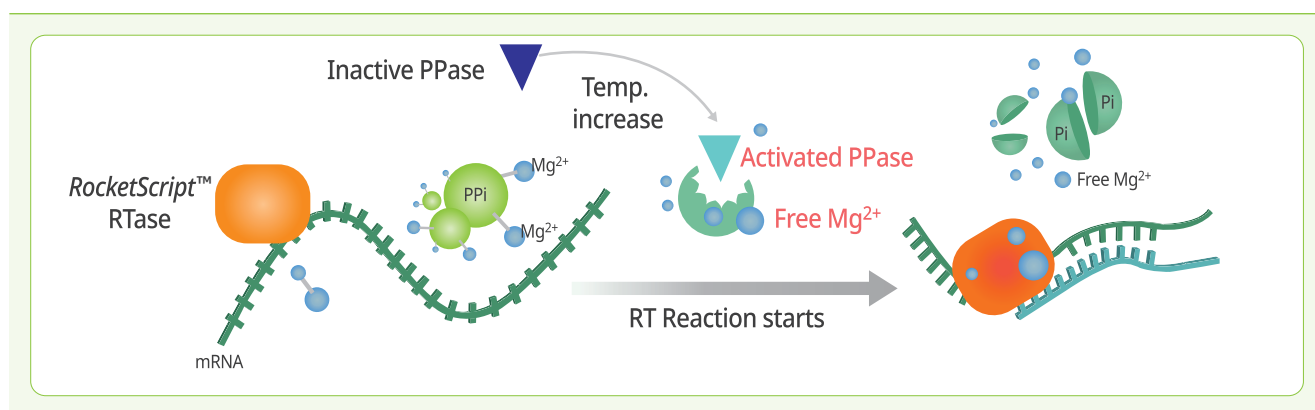 Inactive PPase
Temp.
increase
RocketScript™
RTase
mRNA
PPi
Mg²⁺
Mg²⁺
Activated PPase
Free Mg²⁺
RT Reaction starts
Pi
Pi
Free Mg²⁺